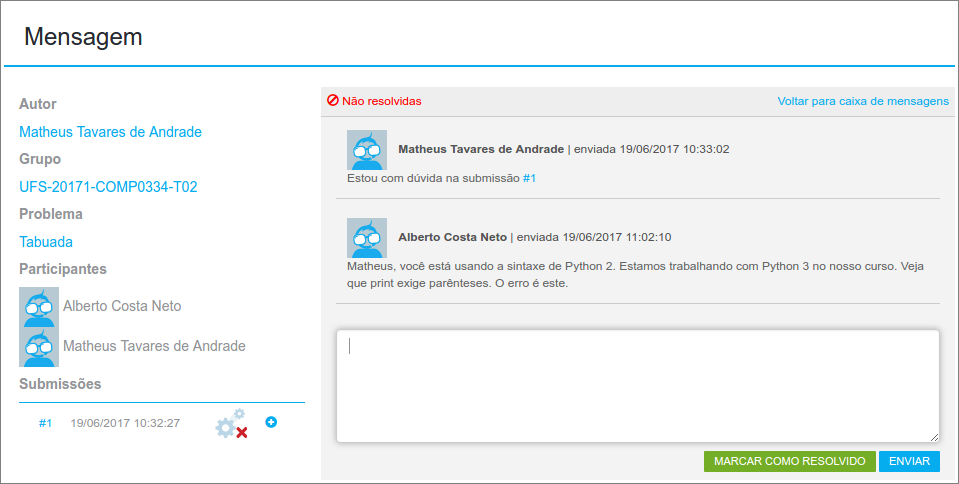 Mensagem
Autor
Matheus Tavares de Andrade
Grupo
UFS-20171-COMP0334-T02
Problema
Tabuada
Participantes
Alberto Costa Neto
Matheus Tavares de Andrade
Submissões
#1 19/06/2017 10:32:27
Não resolvidas
Voltar para caixa de mensagens
Matheus Tavares de Andrade | enviada 19/06/2017 10:33:02
Estou com dúvida na submissão #1
Alberto Costa Neto | enviada 19/06/2017 11:02:10
Matheus, você está usando a sintaxe de Python 2. Estamos trabalhando com Python 3 no nosso curso. Veja
que print exige parênteses. O erro é este.
MARCAR COMO RESOLVIDO
ENVIAR